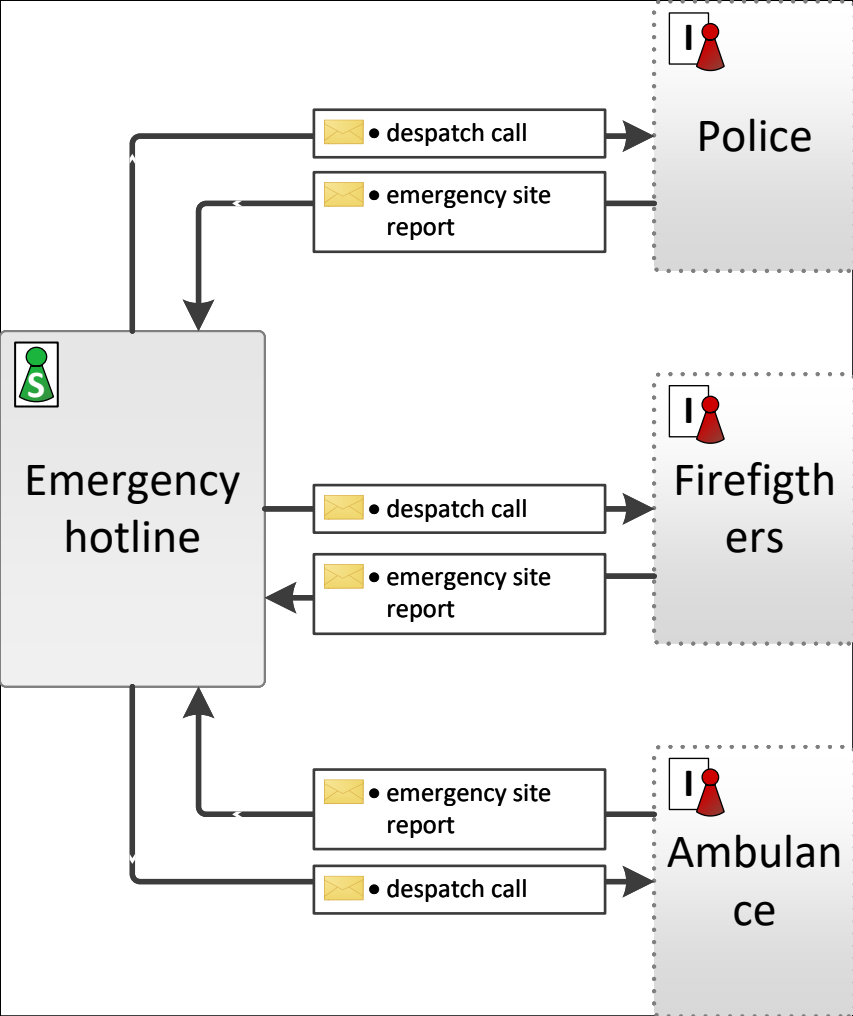 I
Police
• despatch call
• emergency site
report
S
Emergency
hotline
I
Firefigth
ers
• despatch call
• emergency site
report
I
Ambulan
ce
• emergency site
report
• despatch call